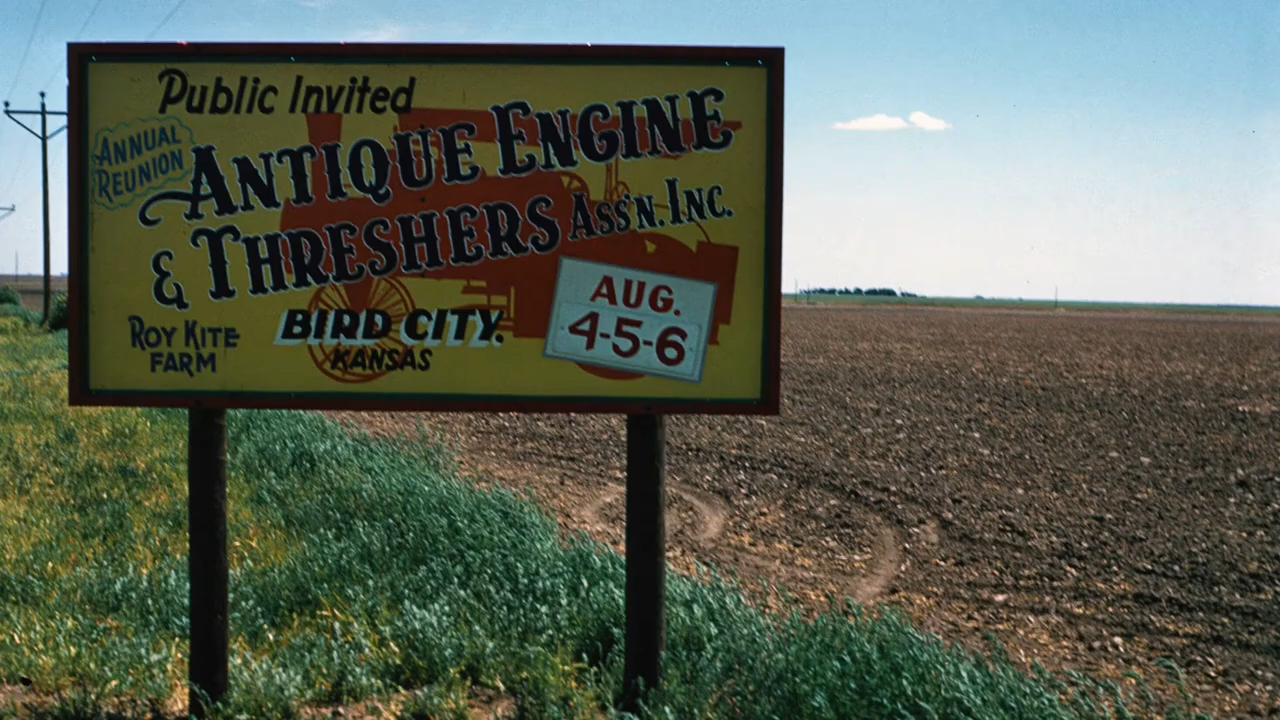 Public Invited
ANNUAL
REUNION
ANTIQUE ENGINE
& THRESHERS ASS'N. INC.
ROY KITE
FARM
BIRD CITY.
KANSAS
AUG.
4-5-6